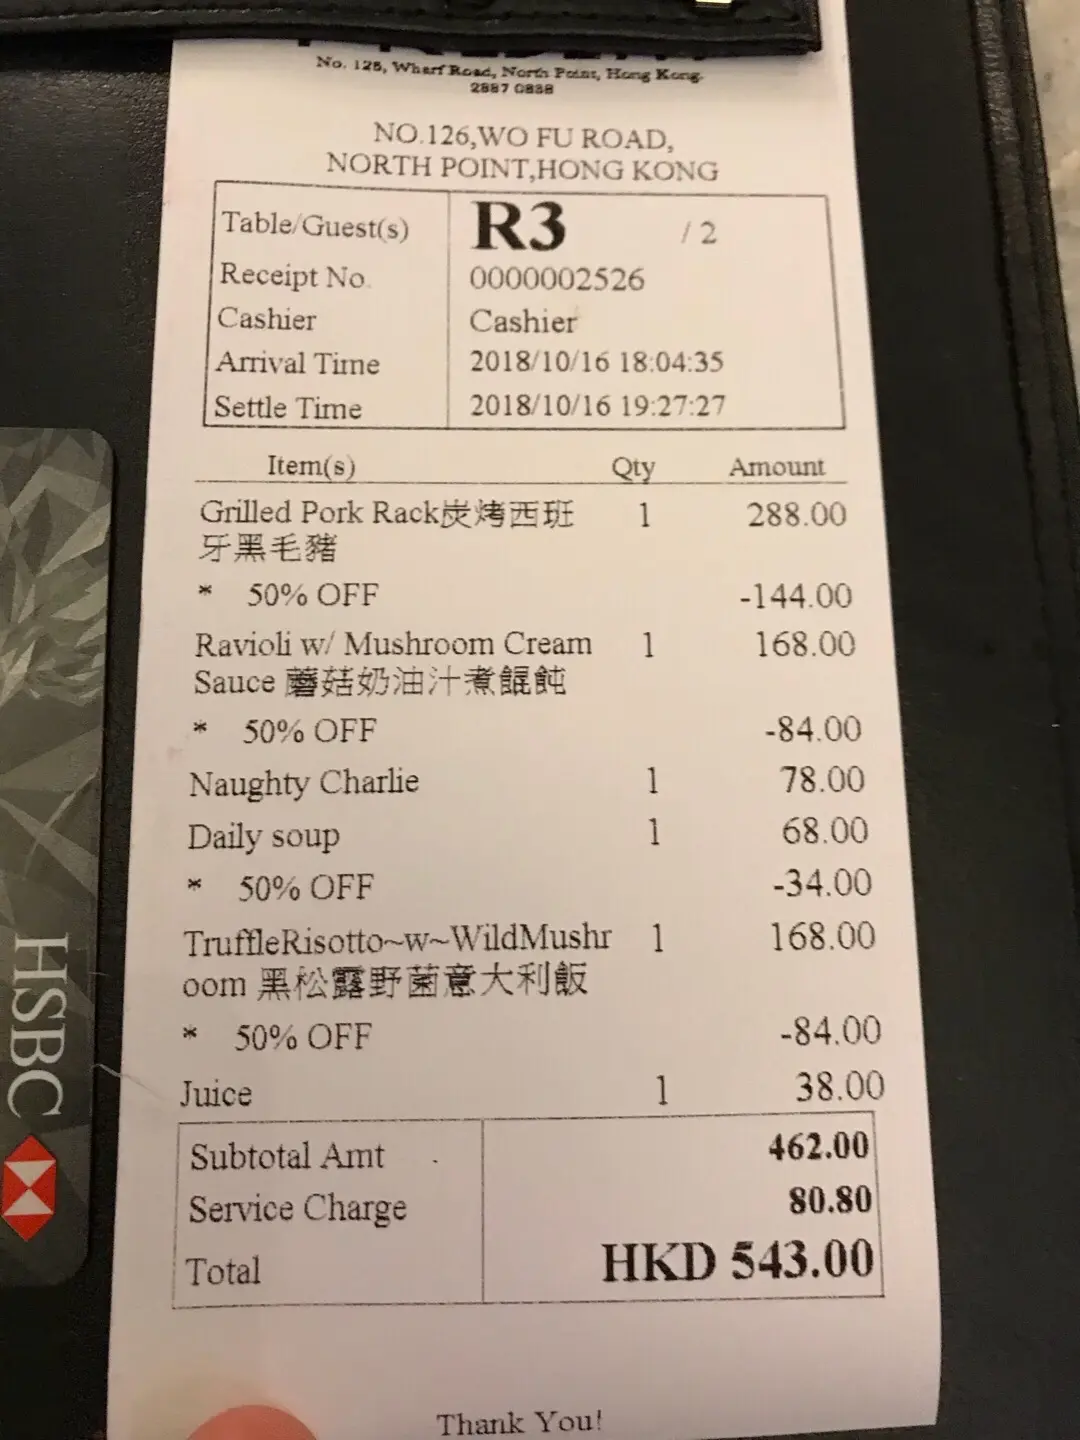 No. 125, Wharf Road, North Point, Hong Kong.
2887 0838
NO.126,WO FU ROAD,
NORTH POINT,HONG KONG
Table/Guest(s) R3 / 2
Receipt No. 0000002526
Cashier Cashier
Arrival Time 2018/10/16 18:04:35
Settle Time 2018/10/16 19:27:27
Item(s) Qty Amount
Grilled Pork Rack炭烤西班 1 288.00
牙黑毛豬
* 50% OFF -144.00
Ravioli w/ Mushroom Cream 1 168.00
Sauce 蘑菇奶油汁煮餛飩
* 50% OFF -84.00
Naughty Charlie 1 78.00
Daily soup 1 68.00
* 50% OFF -34.00
TruffleRisotto~w~WildMushr 1 168.00
oom 黑松露野菌意大利飯
* 50% OFF -84.00
Juice 1 38.00
Subtotal Amt 462.00
Service Charge 80.80
Total HKD 543.00
Thank You!
HSBC